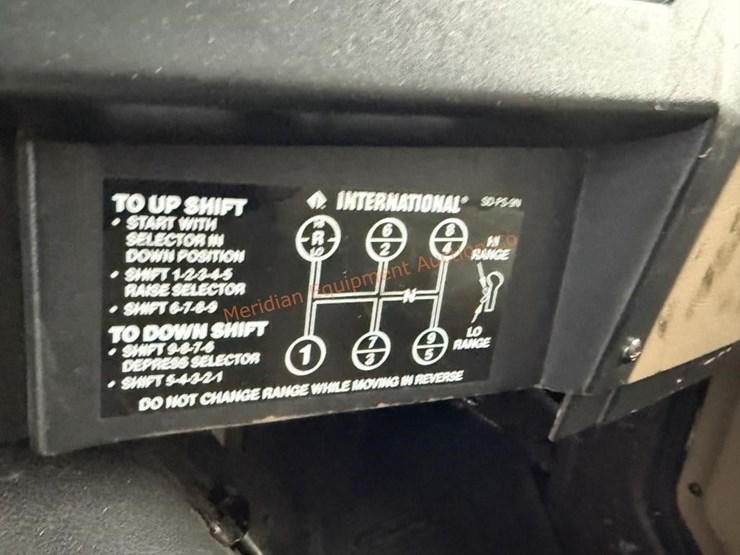 TO UP SHIFT
• START WITH
SELECTOR IN
DOWN POSITION
• SHIFT 1-2-3-4-5
RAISE SELECTOR
• SHIFT 6-7-8-9
TO DOWN SHIFT
• SHIFT 9-8-7-6
DEPRESS SELECTOR
• SHIFT 5-4-3-2-1
DO NOT CHANGE RANGE WHILE MOVING IN REVERSE
INTERNATIONAL® SD-PS-9N
HI
R
LO
6
2
8
4
HI
RANGE
N
1
7
3
9
5
LO
RANGE
Meridian Equipment Auction Co